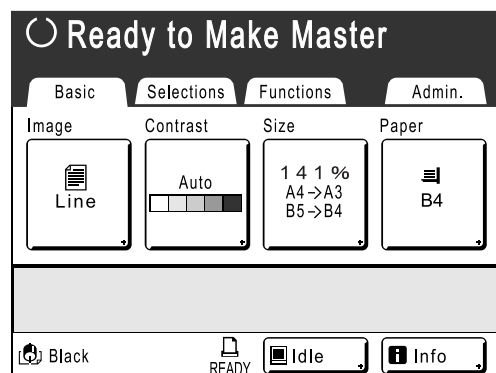 Ready to Make Master
Basic Selections Functions Admin.
Image Contrast Size Paper
Line
Auto
141%
A4->A3
B5->B4
B4
Black
READY
Idle
Info